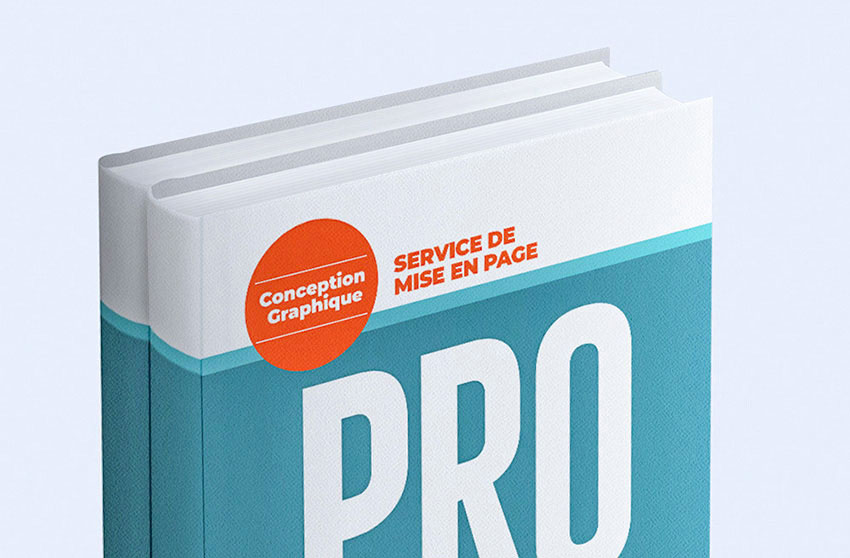 Conception
Graphique
SERVICE DE
MISE EN PAGE
PRO